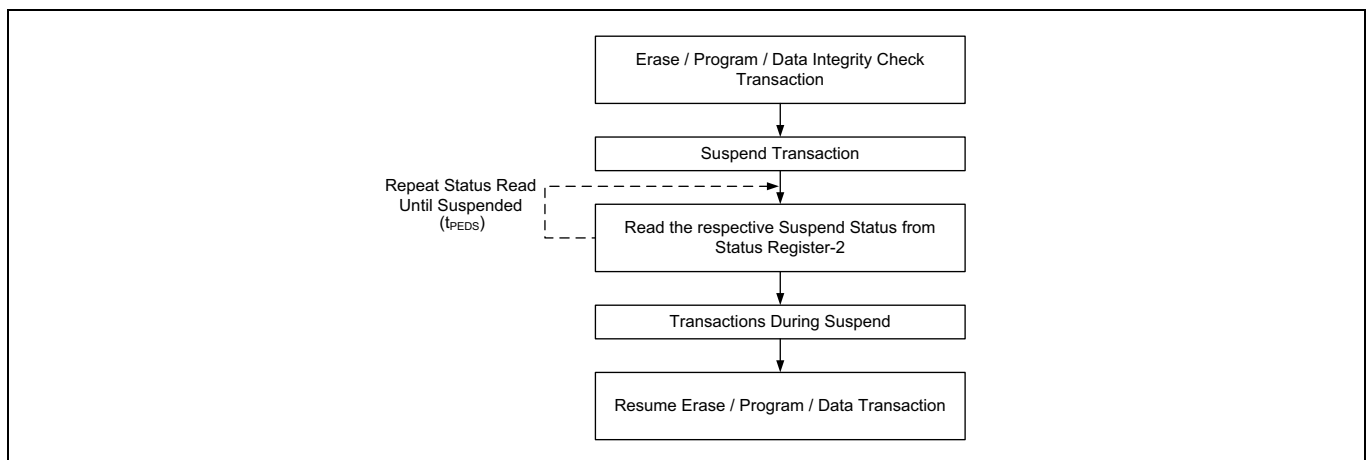 Erase / Program / Data Integrity Check
Transaction
Suspend Transaction
Repeat Status Read
Until Suspended
(tPEDS)
Read the respective Suspend Status from
Status Register-2
Transactions During Suspend
Resume Erase / Program / Data Transaction